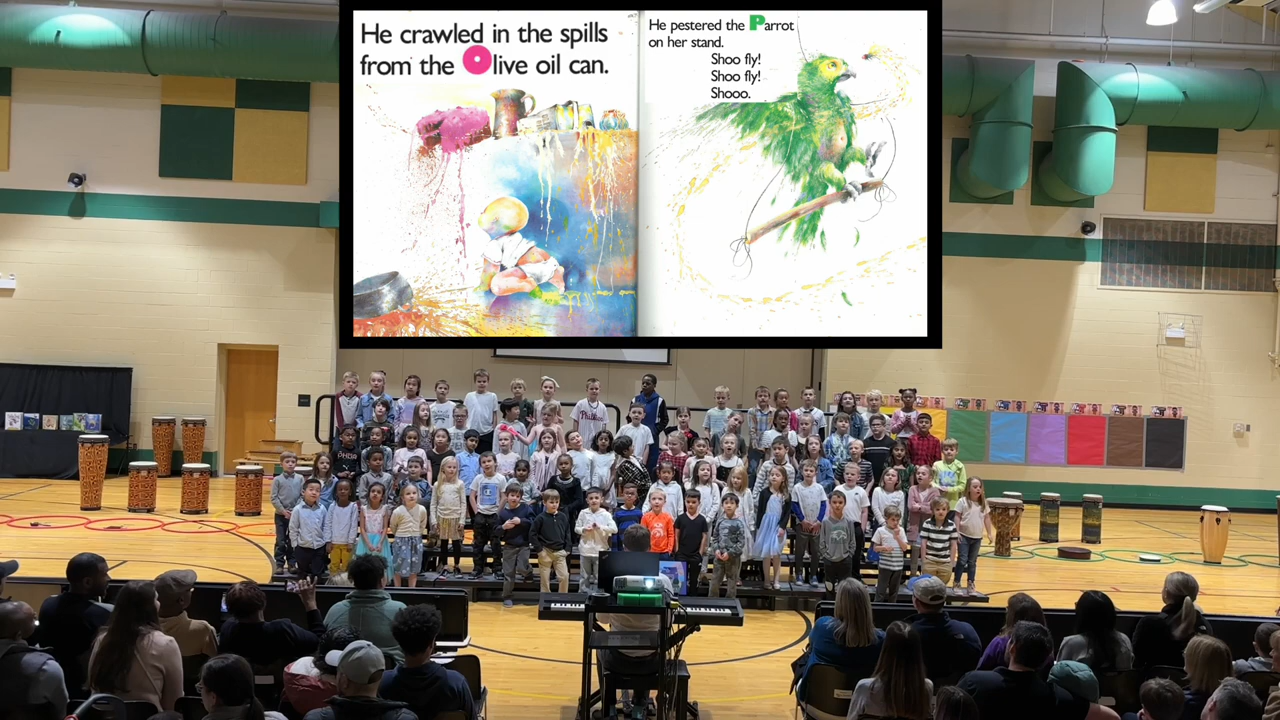 He crawled in the spills
from the Olive oil can.
He pestered the Parrot
on her stand.
Shoo fly!
Shoo fly!
Shooo.